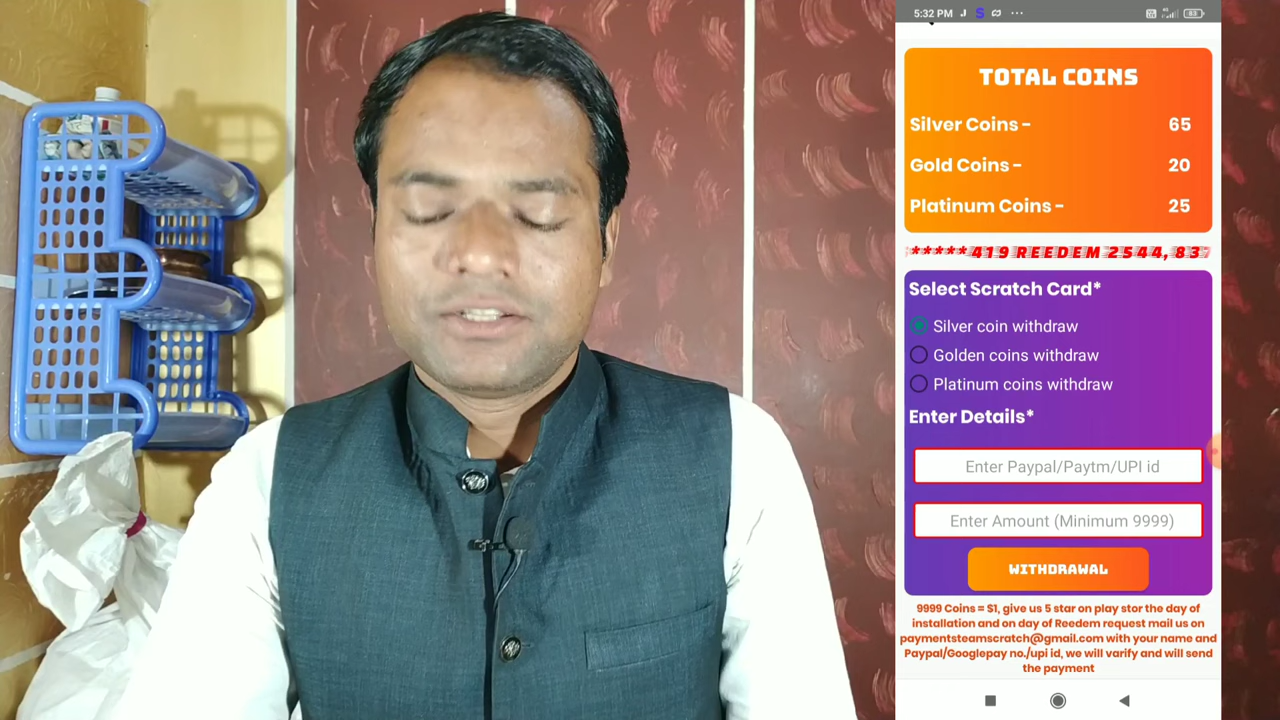 5:32 PM J S ...
83
TOTAL COINS
Silver Coins - 65
Gold Coins - 20
Platinum Coins - 25
*****419 REEDEM 2544, 83
Select Scratch Card*
Silver coin withdraw
Golden coins withdraw
Platinum coins withdraw
Enter Details*
Enter Paypal/Paytm/UPI id
Enter Amount (Minimum 9999)
WITHDRAWAL
9999 Coins = $1, give us 5 star on play stor the day of
installation and on day of Reedem request mail us on
paymentsteamscratch@gmail.com with your name and
Paypal/Googlepay no./upi id, we will varify and will send
the payment